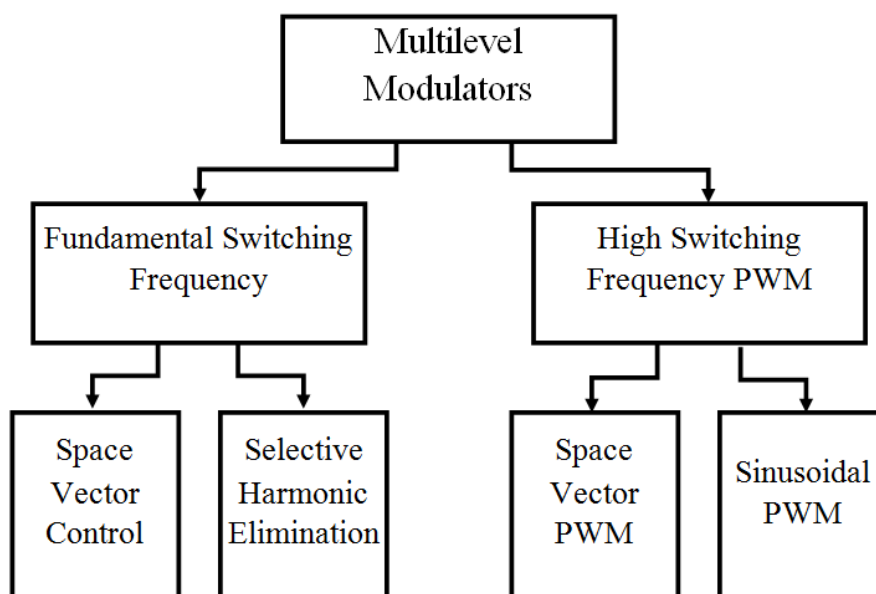 Multilevel
Modulators
Fundamental Switching
Frequency
High Switching
Frequency PWM
Space
Vector
Control
Selective
Harmonic
Elimination
Space
Vector
PWM
Sinusoidal
PWM